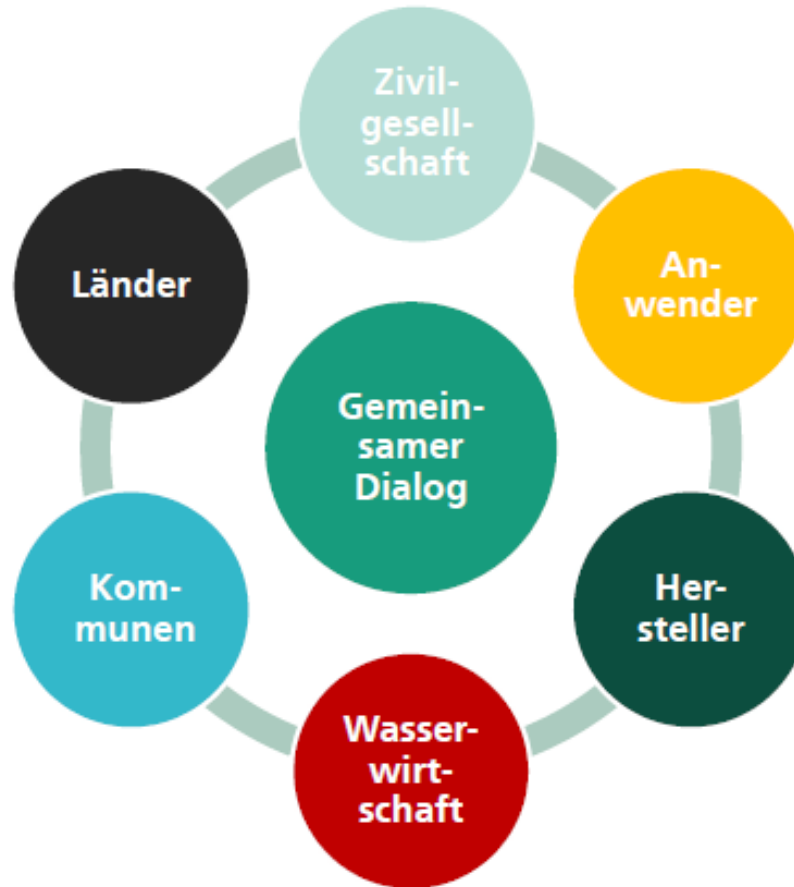 Zivil-
gesell-
schaft
An-
wender
Her-
steller
Wasser-
wirt-
schaft
Kom-
munen
Länder
Gemein-
samer
Dialog